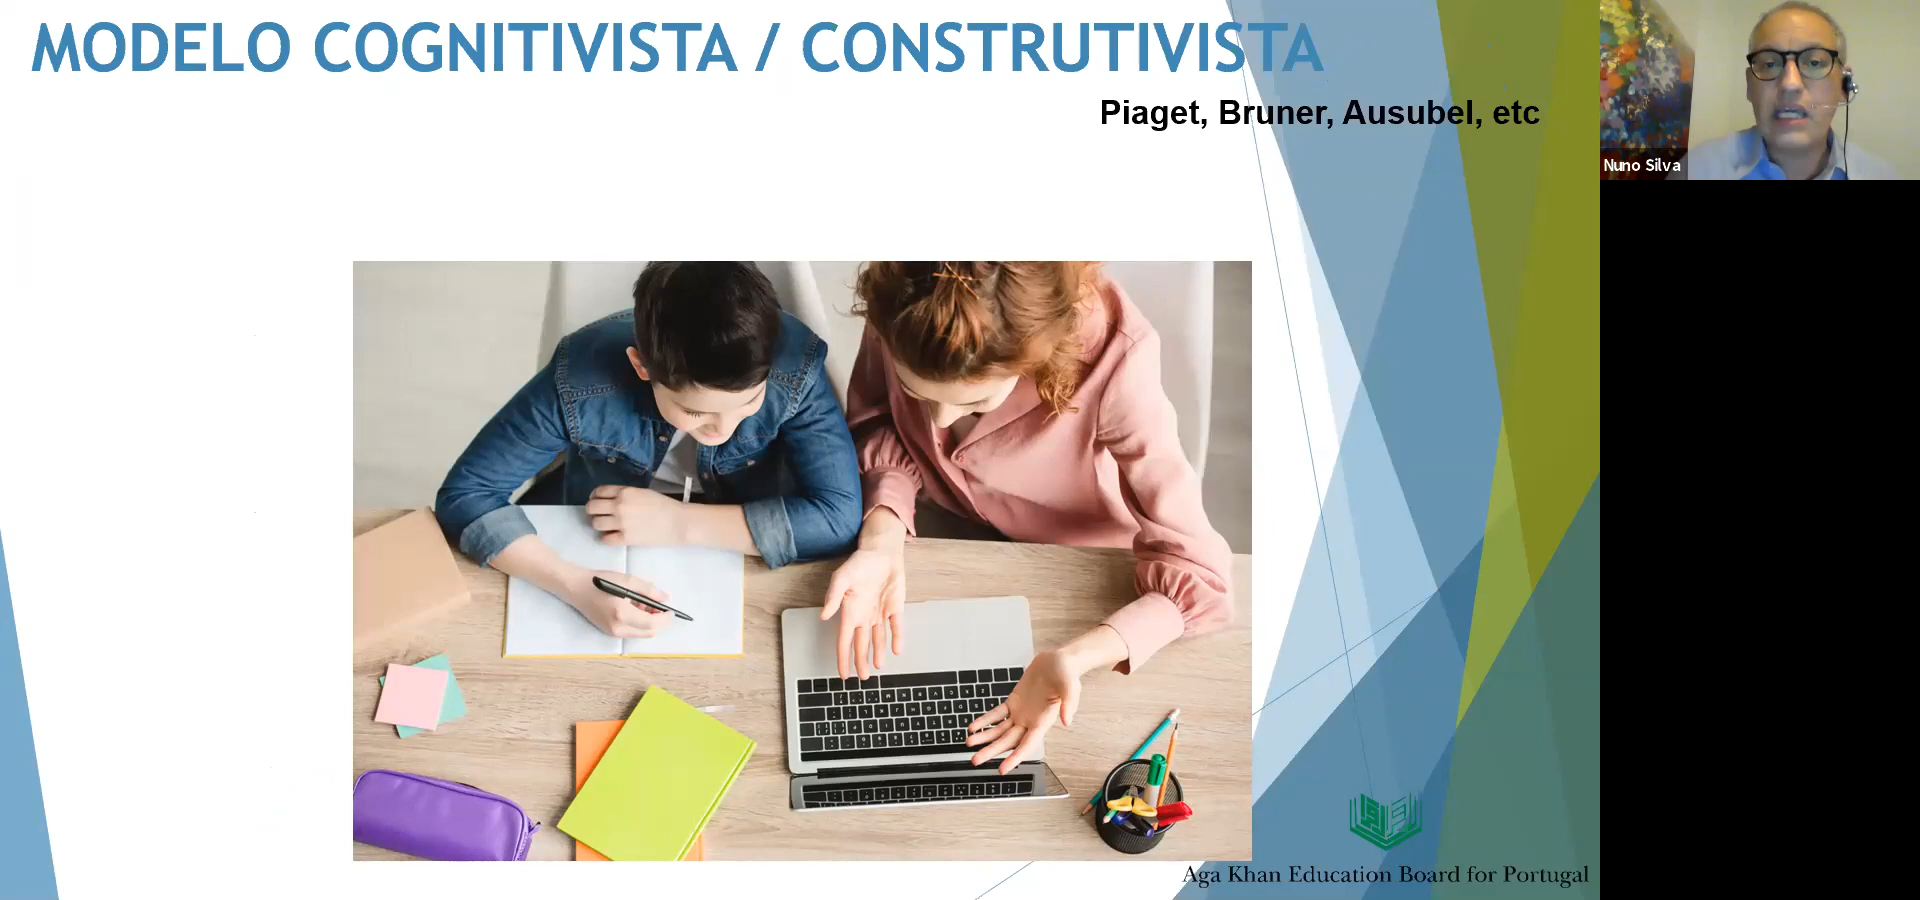 MODELO COGNITIVISTA / CONSTRUTIVISTA
Piaget, Bruner, Ausubel, etc
Nuno Silva
Aga Khan Education Board for Portugal